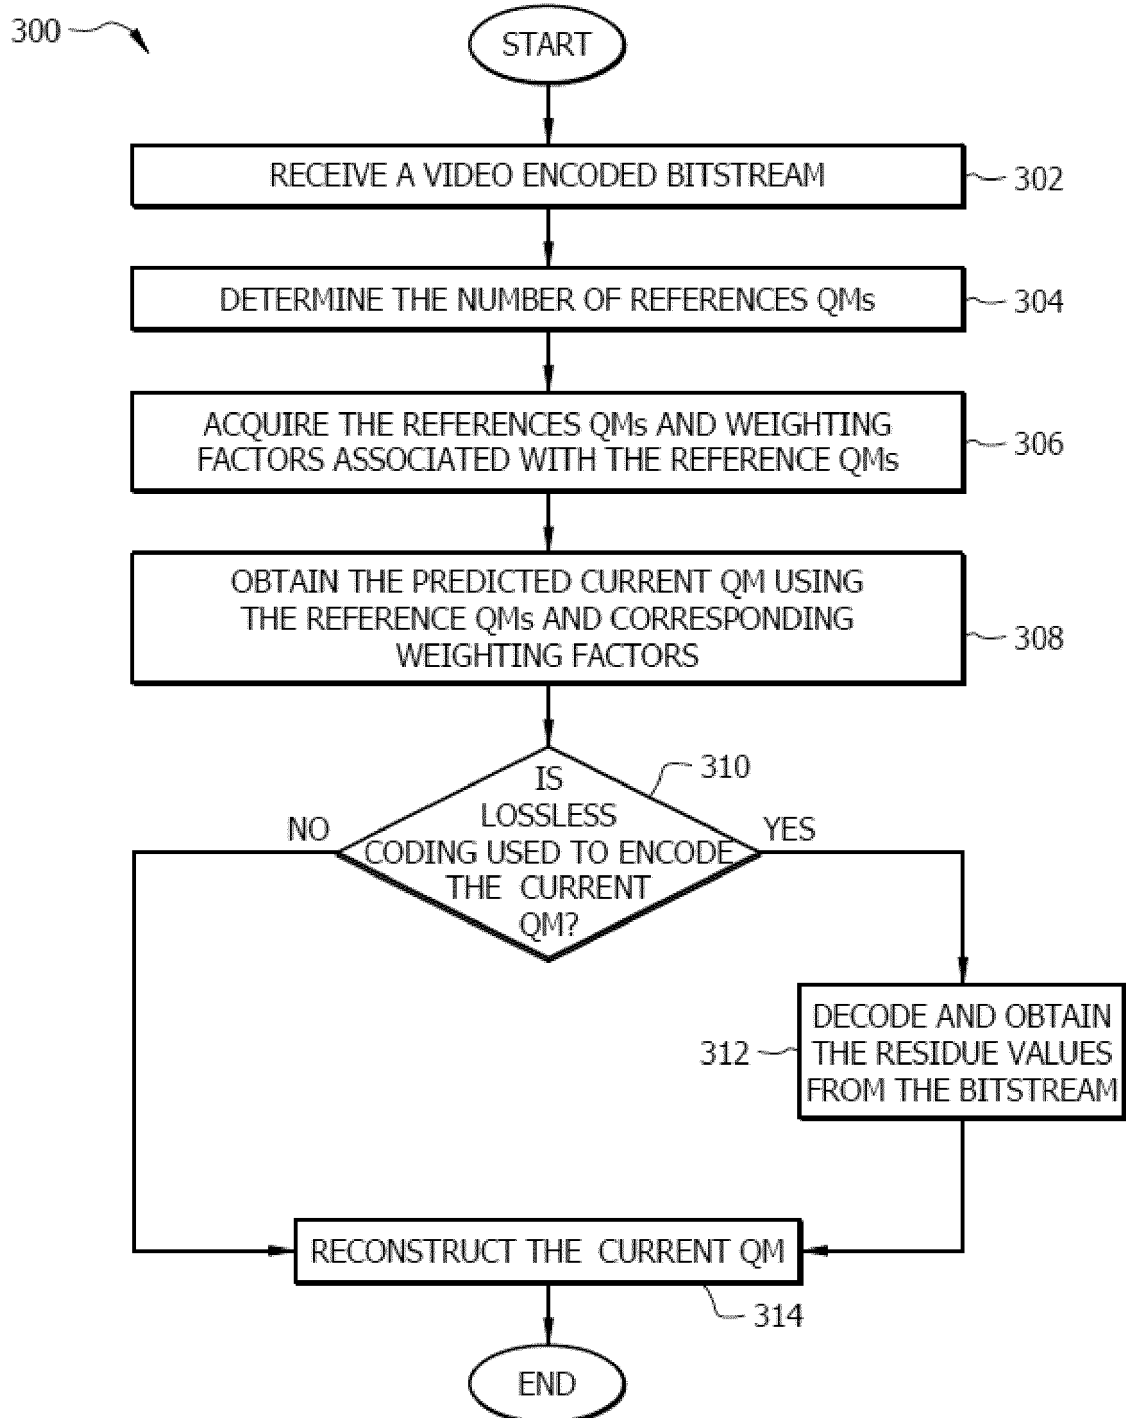 300
START
RECEIVE A VIDEO ENCODED BITSTREAM
302
DETERMINE THE NUMBER OF REFERENCES QMs
304
ACQUIRE THE REFERENCES QMs AND WEIGHTING
FACTORS ASSOCIATED WITH THE REFERENCE QMs
306
OBTAIN THE PREDICTED CURRENT QM USING
THE REFERENCE QMs AND CORRESPONDING
WEIGHTING FACTORS
308
IS
LOSSLESS
CODING USED TO ENCODE
THE CURRENT
QM?
310
NO
YES
DECODE AND OBTAIN
THE RESIDUE VALUES
FROM THE BITSTREAM
312
RECONSTRUCT THE CURRENT QM
314
END